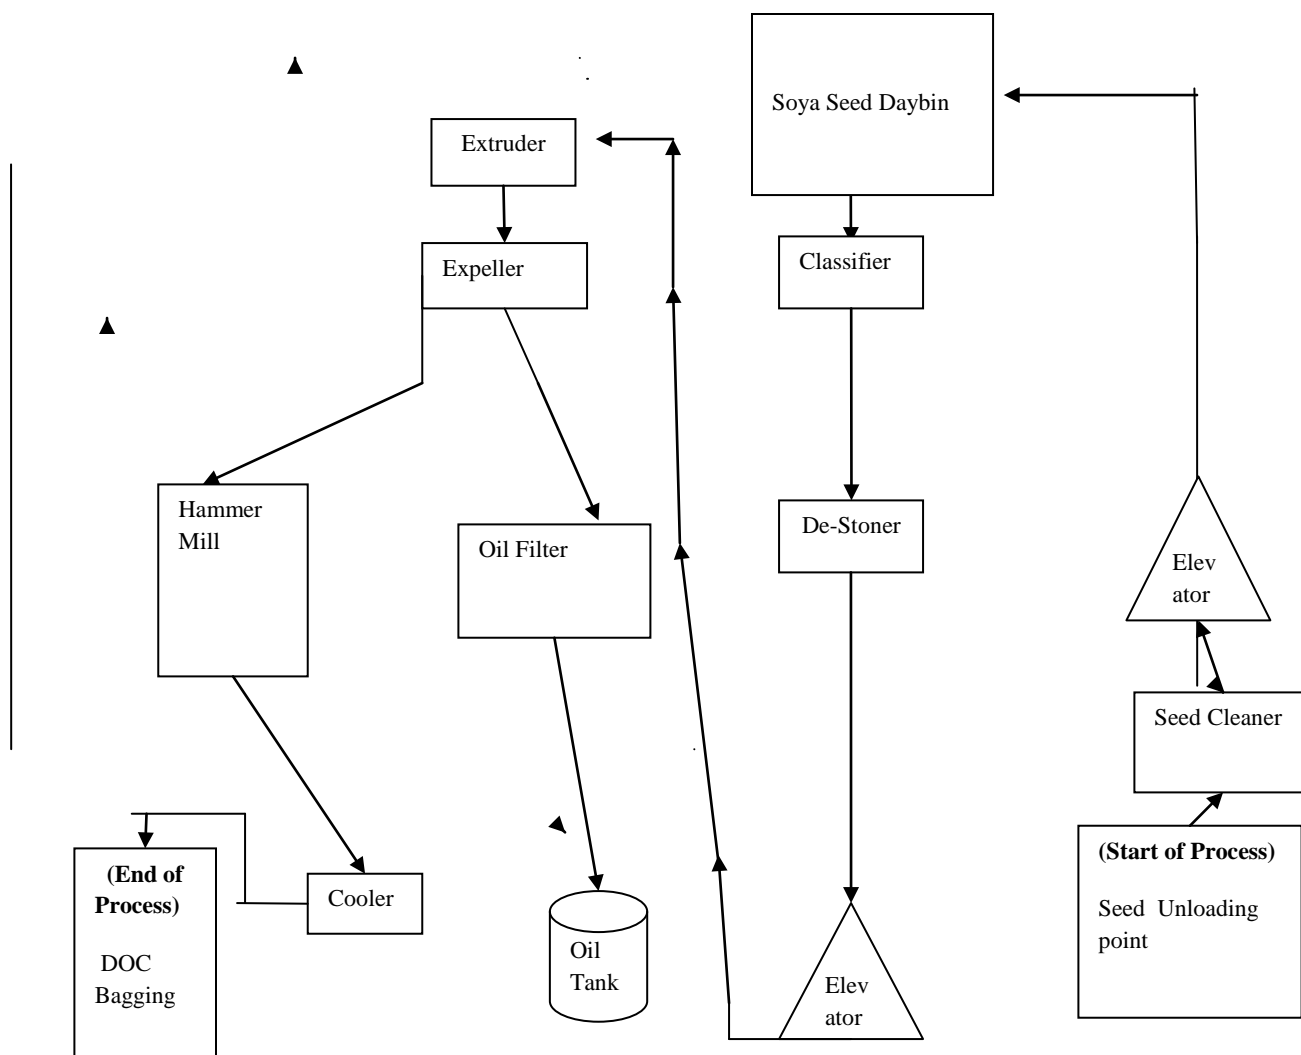 Soya Seed Daybin
Extruder
Classifier
Expeller
Hammer
Mill
De-Stoner
Oil Filter
Elev
ator
Seed Cleaner
(Start of Process)
Seed Unloading
point
(End of
Process)
DOC
Bagging
Cooler
Oil
Tank
Elev
ator